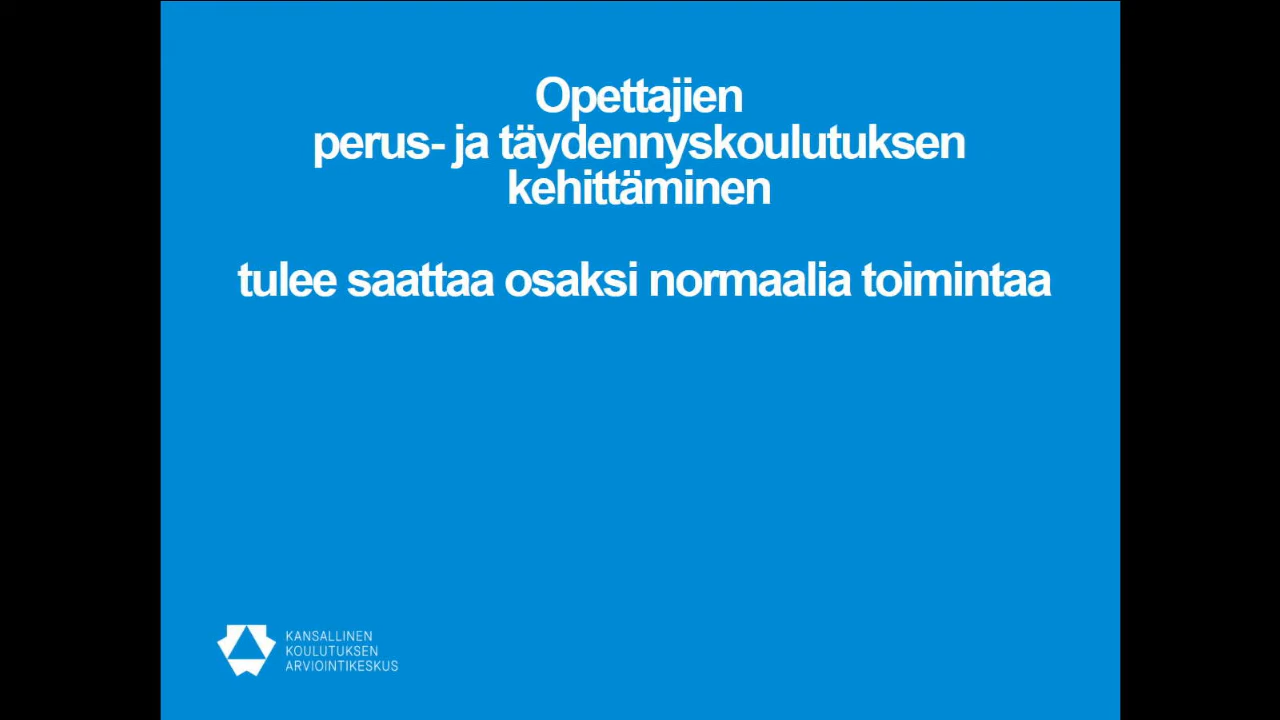 Opettajien
perus- ja täydennyskoulutuksen
kehittäminen
tulee saattaa osaksi normaalia toimintaa
KANSALLINEN
KOULUTUKSEN
ARVIOINTIKESKUS